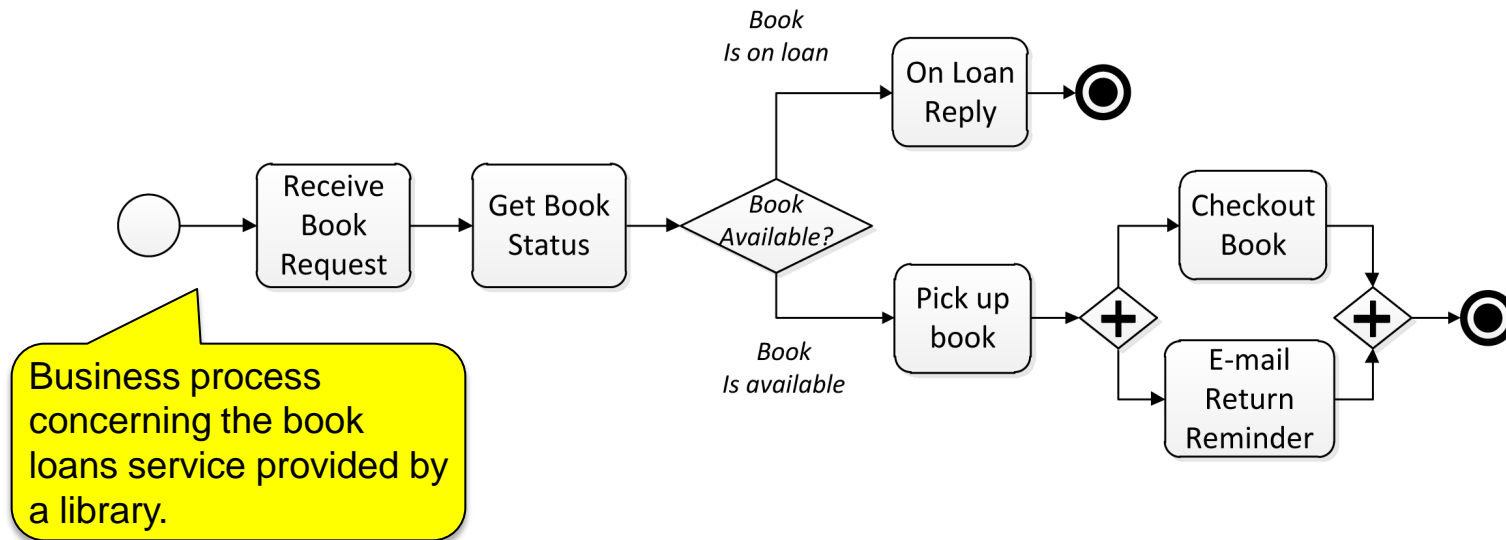 Book
Is on loan
On Loan
Reply
Receive
Book
Request
Get Book
Status
Book
Available?
Checkout
Book
Pick up
book
Book
Is available
E-mail
Return
Reminder
Business process
concerning the book
loans service provided by
a library.